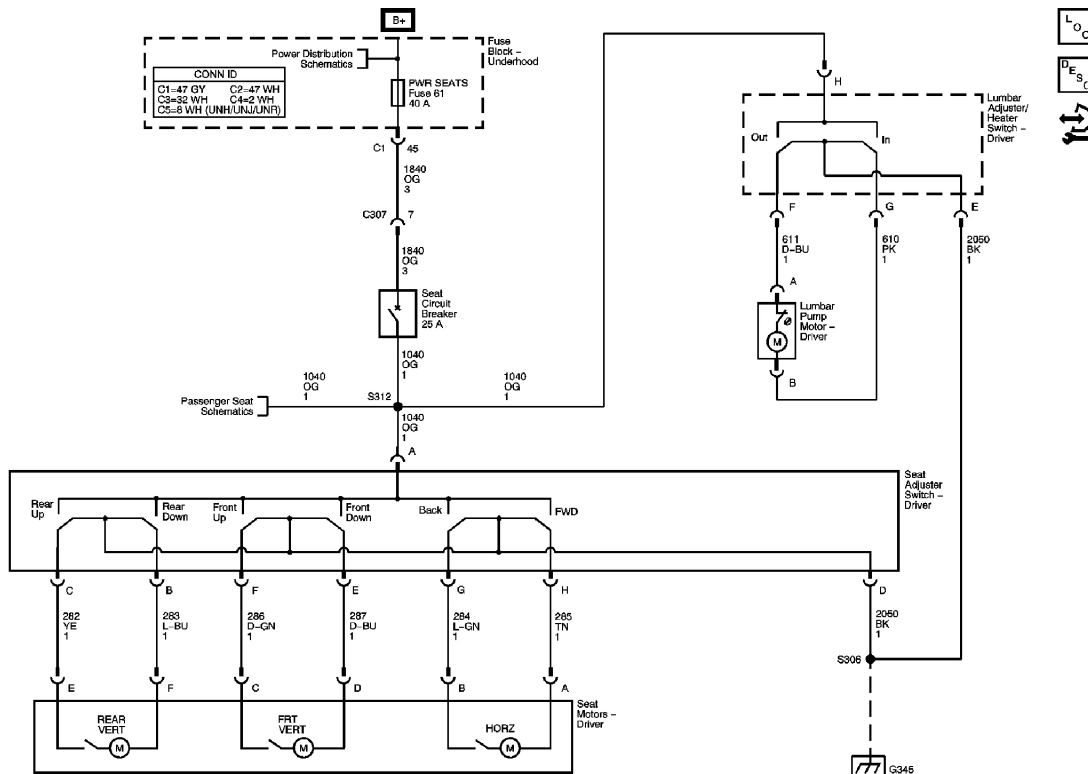 B+
Power Distribution
Schematics
Fuse
Block –
Underhood
CONN ID
C1=47 GY C2=47 WH
C3=32 WH C4=2 WH
C5=8 WH (UNH/UNJ/UNR)
PWR SEATS
Fuse 61
40 A
C1 45
1840
OG
3
C307 7
1840
OG
3
Seat
Circuit
Breaker
25 A
1040
OG
1
Passenger Seat
Schematics
1040
OG
1
S312
1040
OG
1
1040
OG
1
A
H
Lumbar
Adjuster/
Heater
Switch –
Driver
Out
In
F
G
E
611
D-BU
1
610
PK
1
2050
BK
1
A
Lumbar
Pump
Motor –
Driver
M
B
Seat
Adjuster
Switch –
Driver
Rear
Up
Rear
Down
Front
Up
Front
Down
Back
FWD
C
B
F
E
G
H
D
282
YE
1
283
L-BU
1
286
D-GN
1
287
D-BU
1
284
L-GN
1
285
TN
1
2050
BK
1
S306
E
F
C
D
B
A
Seat
Motors –
Driver
REAR
VERT
M
FRT
VERT
M
HORZ
M
G345
L
O
C
D
E
S
C